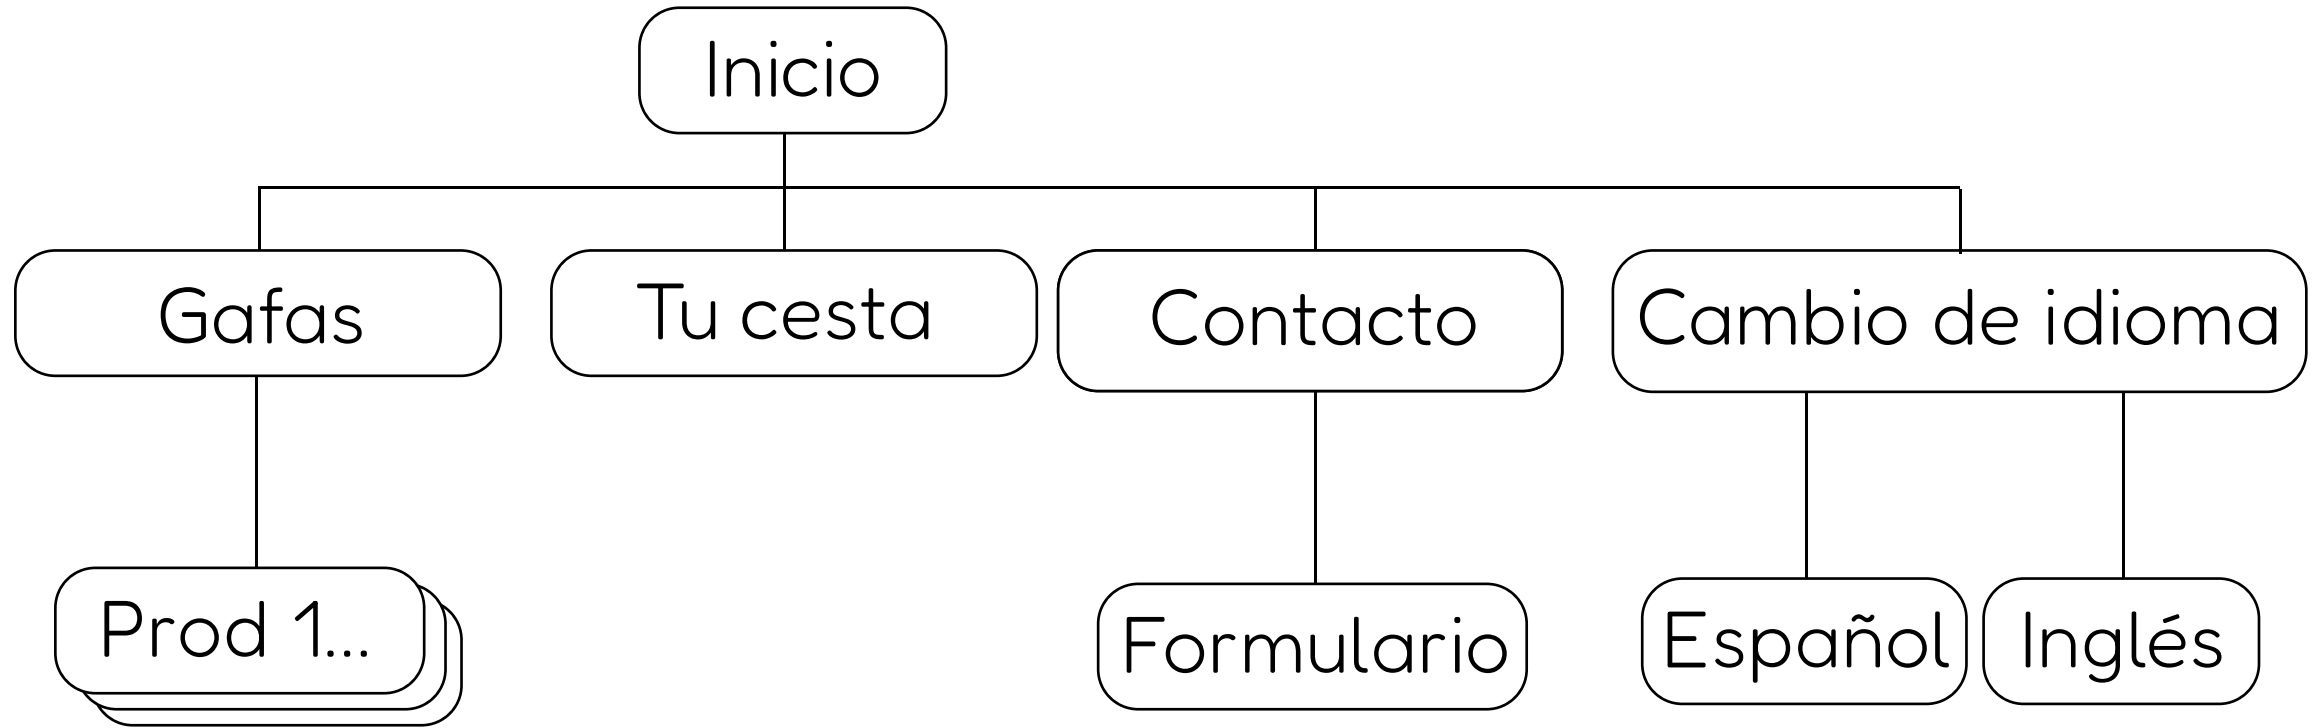 Inicio
Gafas
Tu cesta
Contacto
Cambio de idioma
Prod 1...
Formulario
Español
Inglés